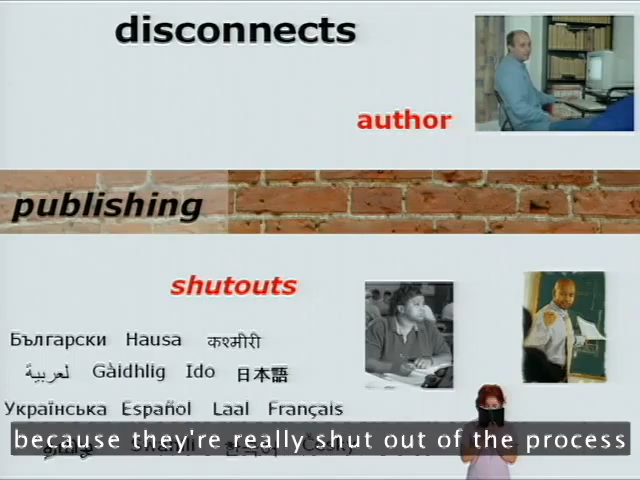 disconnects
author
publishing
shutouts
Български Hausa कश्मीरी
لعربية Gàidhlig Ido 日本語
Українська Español Laal Français
because they're really shut out of the process